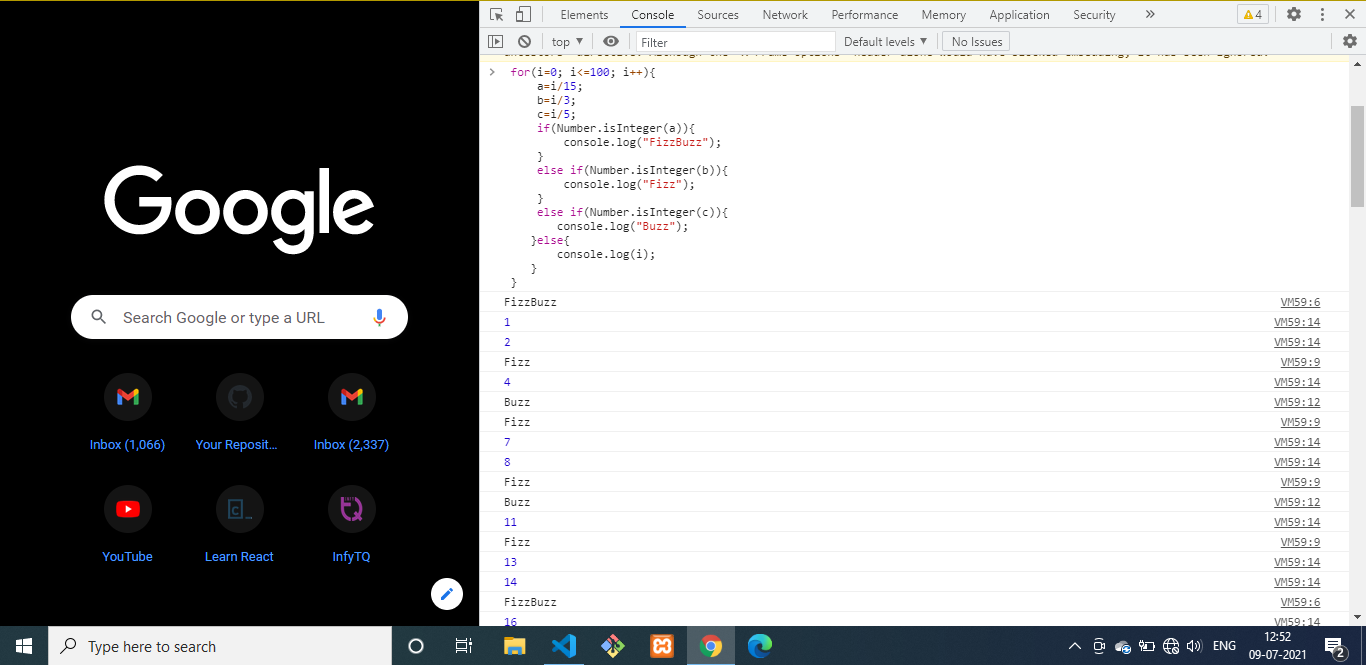 Google
Search Google or type a URL
Inbox (1,066)
Your Reposit...
Inbox (2,337)
YouTube
Learn React
InfyTQ
Elements Console Sources Network Performance Memory Application Security » 4
top ▼ Filter Default levels ▼ No Issues
for(i=0; i<=100; i++){
a=i/15;
b=i/3;
c=i/5;
if(Number.isInteger(a)){
console.log("FizzBuzz");
}
else if(Number.isInteger(b)){
console.log("Fizz");
}
else if(Number.isInteger(c)){
console.log("Buzz");
}else{
console.log(i);
}
}
FizzBuzz VM59:6
1 VM59:14
2 VM59:14
Fizz VM59:9
4 VM59:14
Buzz VM59:12
Fizz VM59:9
7 VM59:14
8 VM59:14
Fizz VM59:9
Buzz VM59:12
11 VM59:14
Fizz VM59:9
13 VM59:14
14 VM59:14
FizzBuzz VM59:6
16 VM59:14
Type here to search
ENG
12:52
09-07-2021
2